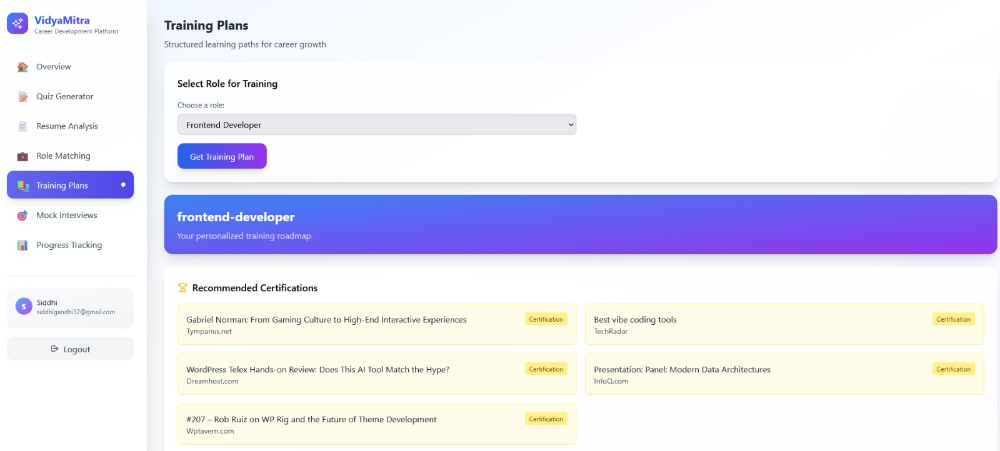 VidyaMitra
Career Development Platform
Overview
Quiz Generator
Resume Analysis
Role Matching
Training Plans
Mock Interviews
Progress Tracking
S
Siddhi
siddhigandhi12@gmail.com
Logout
Training Plans
Structured learning paths for career growth
Select Role for Training
Choose a role:
Frontend Developer
Get Training Plan
frontend-developer
Your personalized training roadmap
Recommended Certifications
Gabriel Norman: From Gaming Culture to High-End Interactive Experiences
Certification
Tympanus.net
Best vibe coding tools
Certification
TechRadar
WordPress Telex Hands-on Review: Does This AI Tool Match the Hype?
Certification
Dreamhost.com
Presentation: Panel: Modern Data Architectures
Certification
InfoQ.com
#207 – Rob Ruiz on WP Rig and the Future of Theme Development
Certification
Wptavern.com